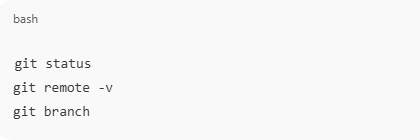 bash
git status
git remote -v
git branch